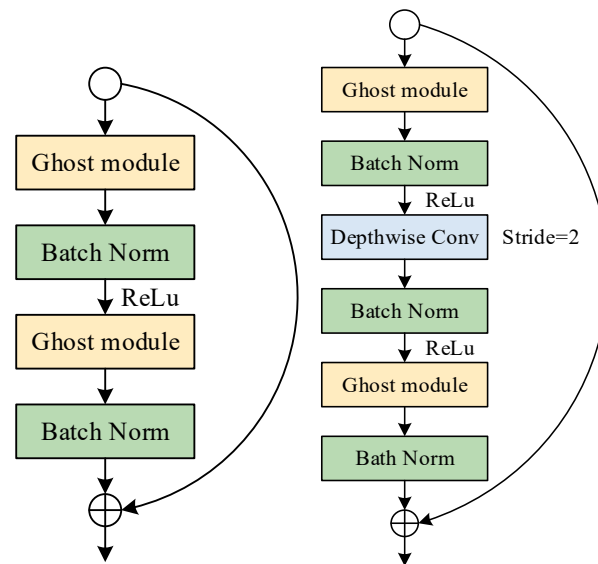 Ghost module
Batch Norm
ReLu
Ghost module
Batch Norm
Ghost module
Batch Norm
ReLu
Depthwise Conv Stride=2
Batch Norm
ReLu
Ghost module
Bath Norm